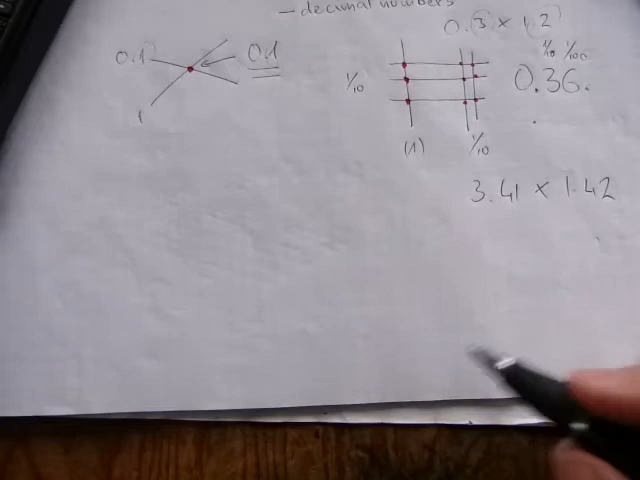 - decimal numbers
0.3 x 1.2
0.1 0.1
1/10 1/100
1/10 0.36.
1
(1) 1/10
3.41 x 1.42